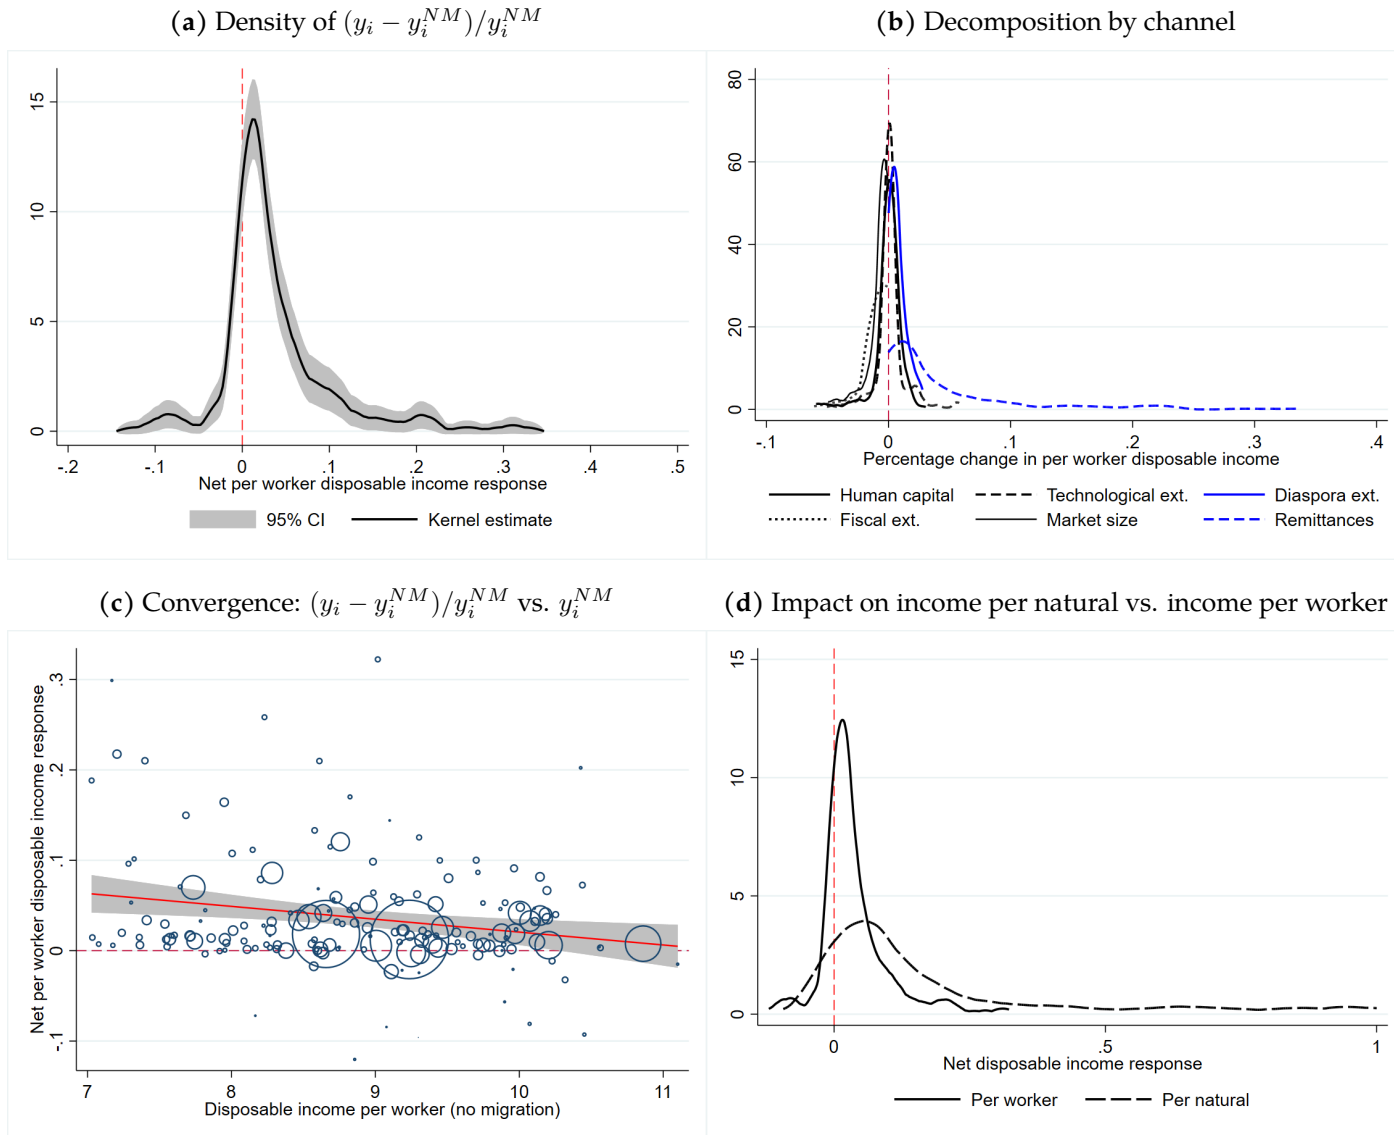 (a) Density of (y_i − y_i^{NM})/y_i^{NM}
15
10
5
0
-.2 -.1 0 .1 .2 .3 .4 .5
Net per worker disposable income response
95% CI Kernel estimate
(b) Decomposition by channel
80
60
40
20
0
-.1 0 .1 .2 .3 .4
Percentage change in per worker disposable income
Human capital Technological ext. Diaspora ext.
Fiscal ext. Market size Remittances
(c) Convergence: (y_i − y_i^{NM})/y_i^{NM} vs. y_i^{NM}
Net per worker disposable income response
.3
.2
.1
0
-.1
7 8 9 10 11
Disposable income per worker (no migration)
(d) Impact on income per natural vs. income per worker
15
10
5
0
0 .5 1
Net disposable income response
Per worker Per natural